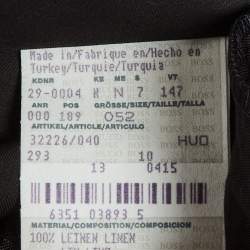 Made in/Fabrique en/Hecho en
Turkey/Turquie/Turquia
KDNR KE ME S VT
29-0004 K N 7 147
ANR POS GRÖSSE/SIZE/TAILLE/TALLA
000 189 052
ARTIKEL/ARTICLE/ARTICULO
32226/040 HUO
293 10
13 0415
6351 03893 5
MATERIAL/COMPOSITION/COMPOSICION
100% LEINEN LINEN